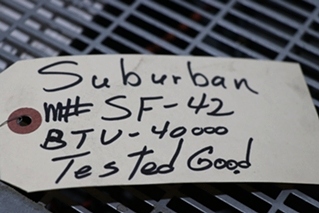 Suburban
m# SF-42
BTU-40000
Tested Good